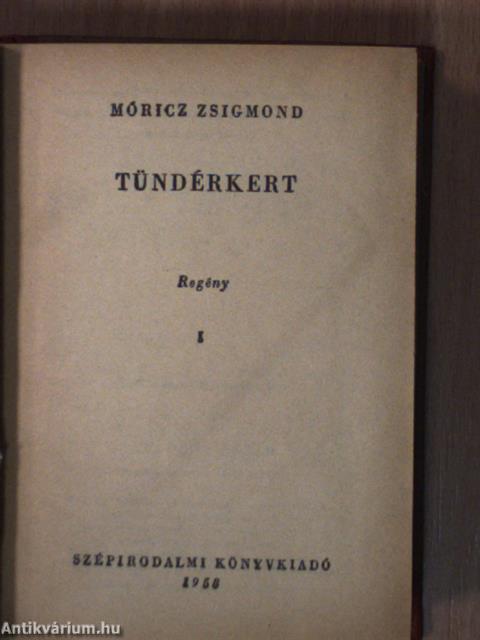 MÓRICZ ZSIGMOND
TÜNDÉRKERT
Regény
I
SZÉPIRODALMI KÖNYVKIADÓ
1958
Antikvárium.hu